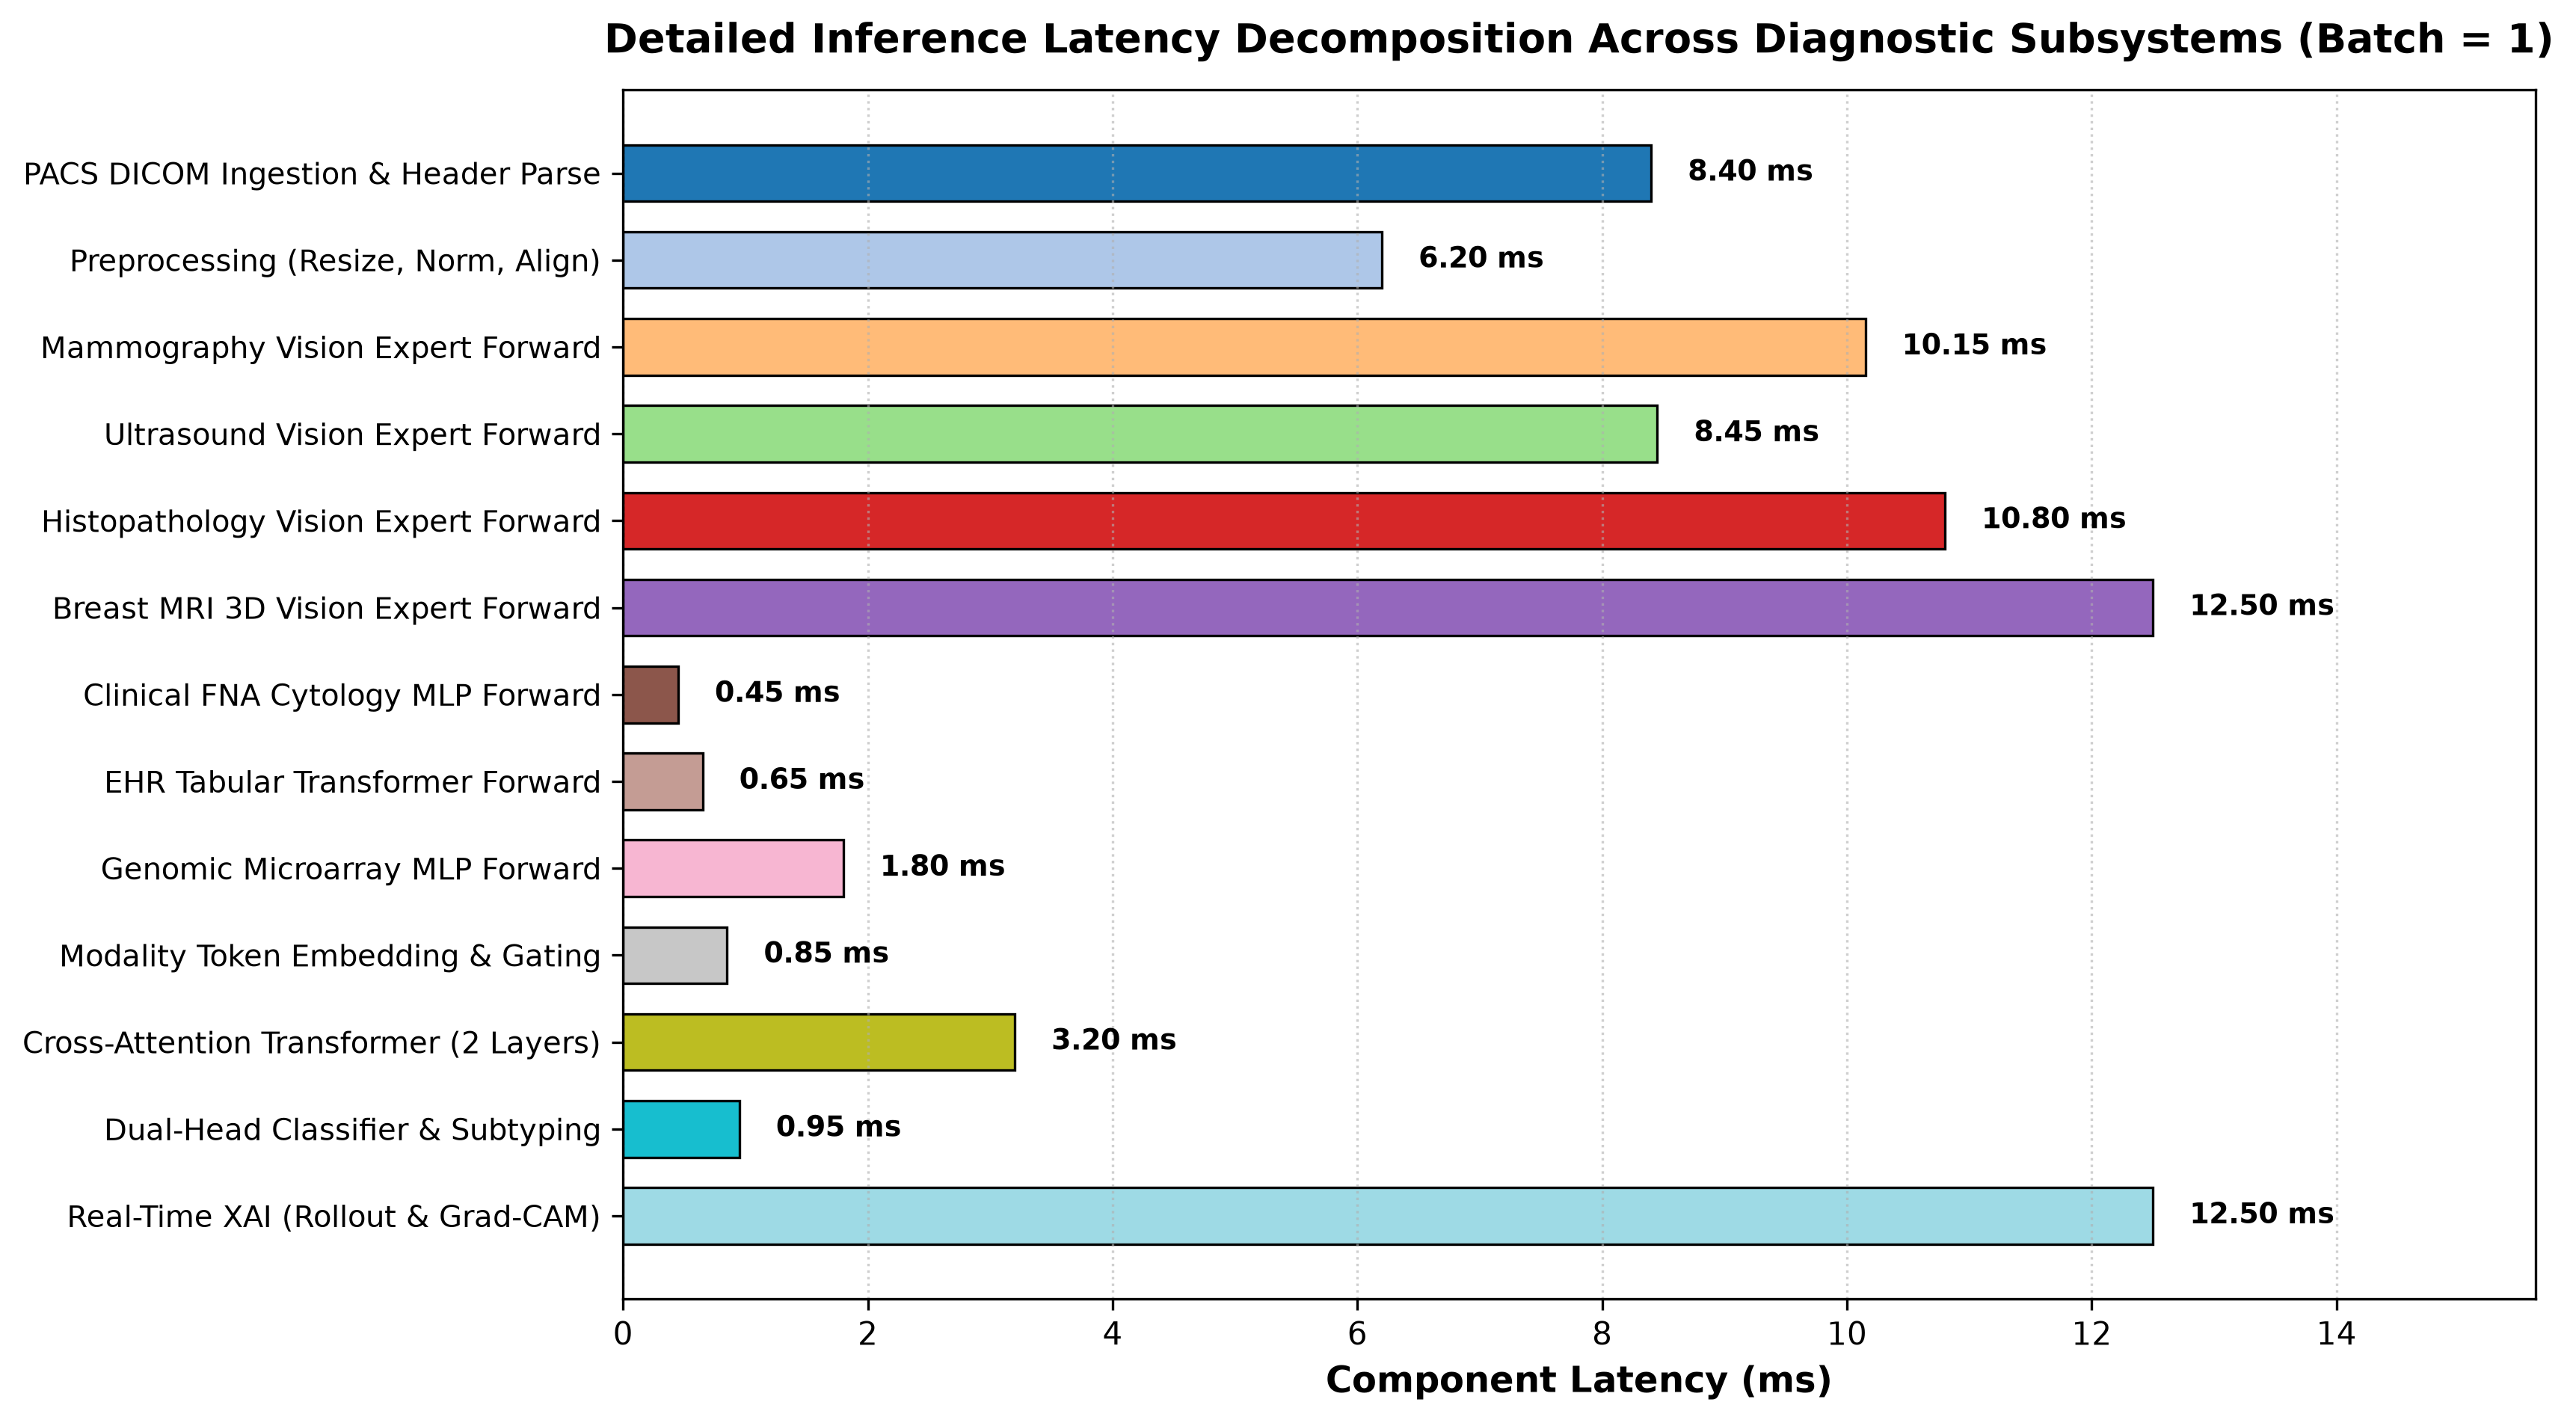 Detailed Inference Latency Decomposition Across Diagnostic Subsystems (Batch = 1)
PACS DICOM Ingestion & Header Parse 8.40 ms
Preprocessing (Resize, Norm, Align) 6.20 ms
Mammography Vision Expert Forward 10.15 ms
Ultrasound Vision Expert Forward 8.45 ms
Histopathology Vision Expert Forward 10.80 ms
Breast MRI 3D Vision Expert Forward 12.50 ms
Clinical FNA Cytology MLP Forward 0.45 ms
EHR Tabular Transformer Forward 0.65 ms
Genomic Microarray MLP Forward 1.80 ms
Modality Token Embedding & Gating 0.85 ms
Cross-Attention Transformer (2 Layers) 3.20 ms
Dual-Head Classifier & Subtyping 0.95 ms
Real-Time XAI (Rollout & Grad-CAM) 12.50 ms
0 2 4 6 8 10 12 14
Component Latency (ms)